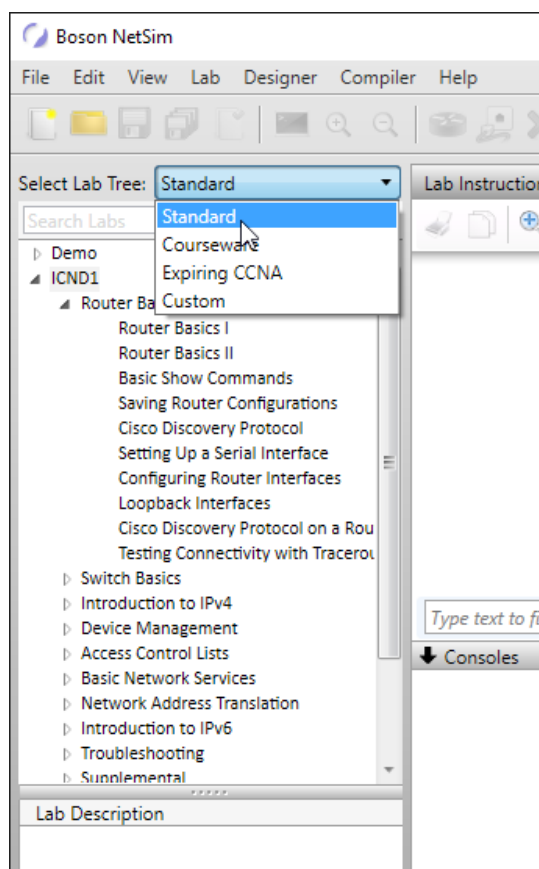 Boson NetSim
File Edit View Lab Designer Compiler Help
Select Lab Tree: Standard
Lab Instruction
Search Labs
Standard
Courseware
Expiring CCNA
Custom
Demo
ICND1
Router Ba
Router Basics I
Router Basics II
Basic Show Commands
Saving Router Configurations
Cisco Discovery Protocol
Setting Up a Serial Interface
Configuring Router Interfaces
Loopback Interfaces
Cisco Discovery Protocol on a Rou
Testing Connectivity with Tracerou
Switch Basics
Introduction to IPv4
Device Management
Access Control Lists
Basic Network Services
Network Address Translation
Introduction to IPv6
Troubleshooting
Supplemental
Type text to fi
Consoles
Lab Description